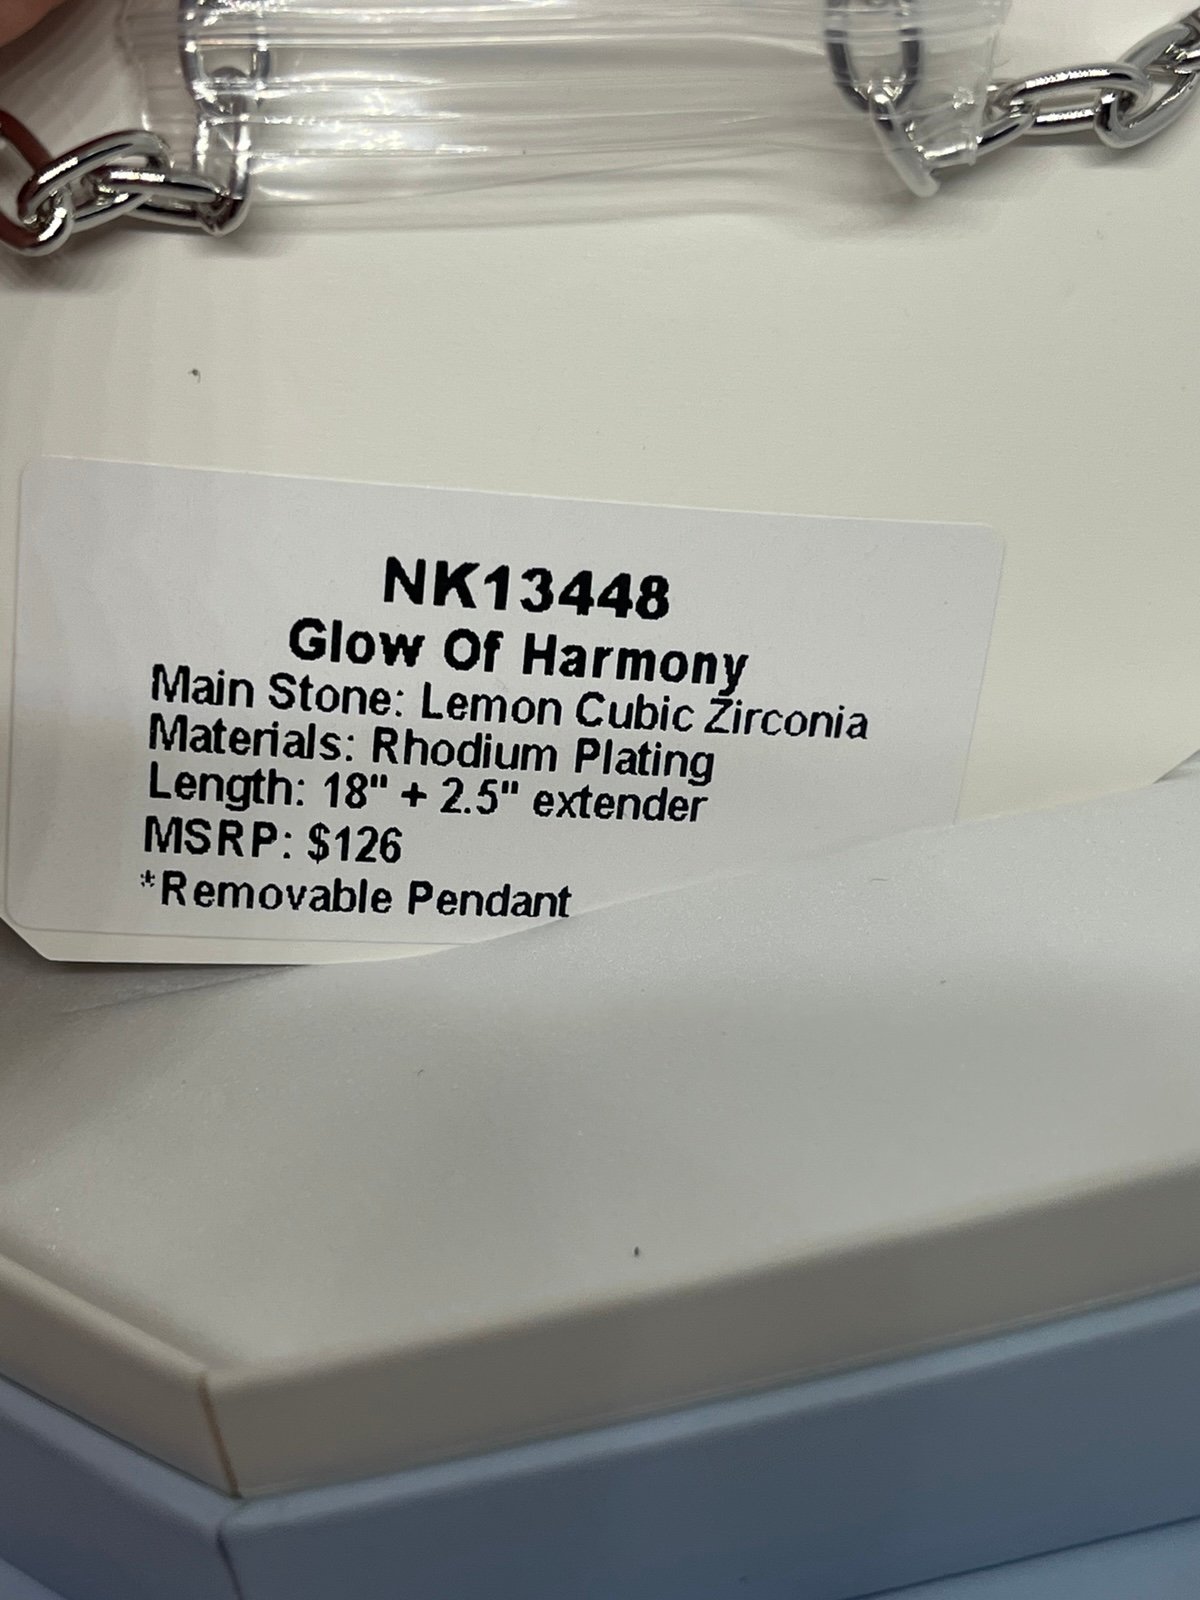 NK13448
Glow Of Harmony
Main Stone: Lemon Cubic Zirconia
Materials: Rhodium Plating
Length: 18" + 2.5" extender
MSRP: $126
*Removable Pendant